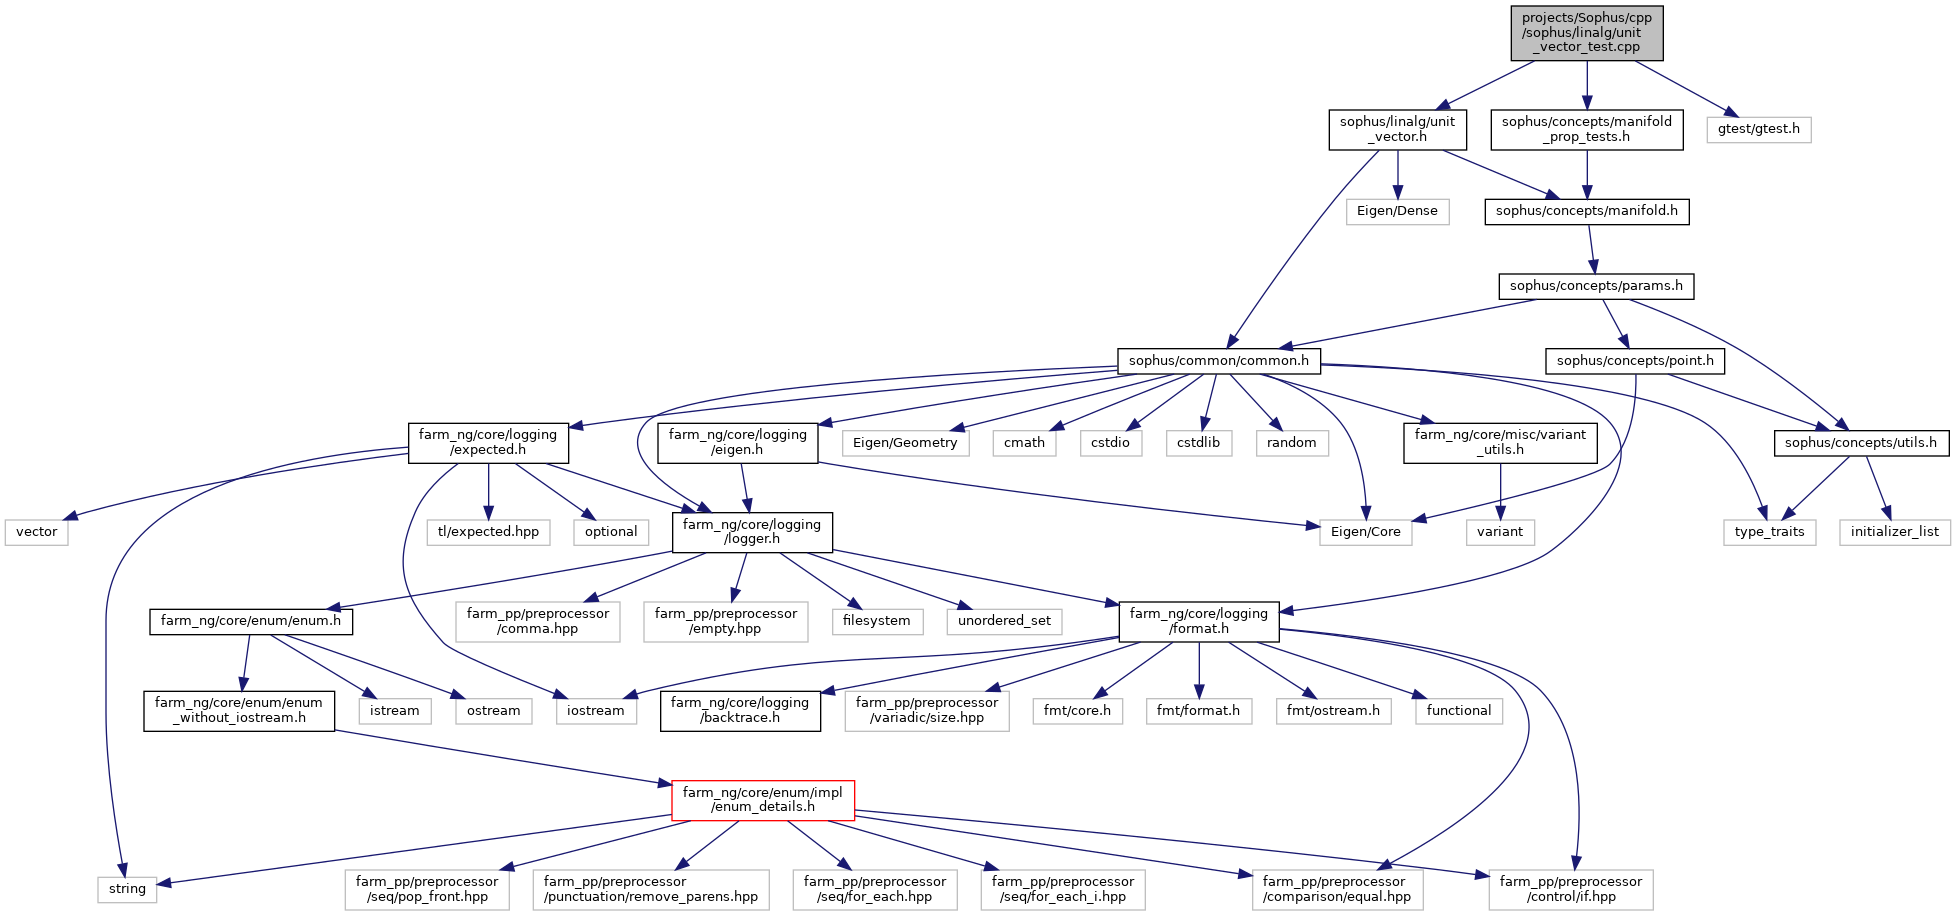 projects/Sophus/cpp
/sophus/linalg/unit
_vector_test.cpp
sophus/linalg/unit
_vector.h
sophus/concepts/manifold
_prop_tests.h
gtest/gtest.h
Eigen/Dense
sophus/concepts/manifold.h
sophus/concepts/params.h
sophus/common/common.h
sophus/concepts/point.h
farm_ng/core/logging
/expected.h
farm_ng/core/logging
/eigen.h
Eigen/Geometry
cmath
cstdio
cstdlib
random
farm_ng/core/misc/variant
_utils.h
sophus/concepts/utils.h
vector
tl/expected.hpp
optional
farm_ng/core/logging
/logger.h
Eigen/Core
variant
type_traits
initializer_list
farm_ng/core/enum/enum.h
farm_pp/preprocessor
/comma.hpp
farm_pp/preprocessor
/empty.hpp
filesystem
unordered_set
farm_ng/core/logging
/format.h
farm_ng/core/enum/enum
_without_iostream.h
istream
ostream
iostream
farm_ng/core/logging
/backtrace.h
farm_pp/preprocessor
/variadic/size.hpp
fmt/core.h
fmt/format.h
fmt/ostream.h
functional
farm_ng/core/enum/impl
/enum_details.h
string
farm_pp/preprocessor
/seq/pop_front.hpp
farm_pp/preprocessor
/punctuation/remove_parens.hpp
farm_pp/preprocessor
/seq/for_each.hpp
farm_pp/preprocessor
/seq/for_each_i.hpp
farm_pp/preprocessor
/comparison/equal.hpp
farm_pp/preprocessor
/control/if.hpp